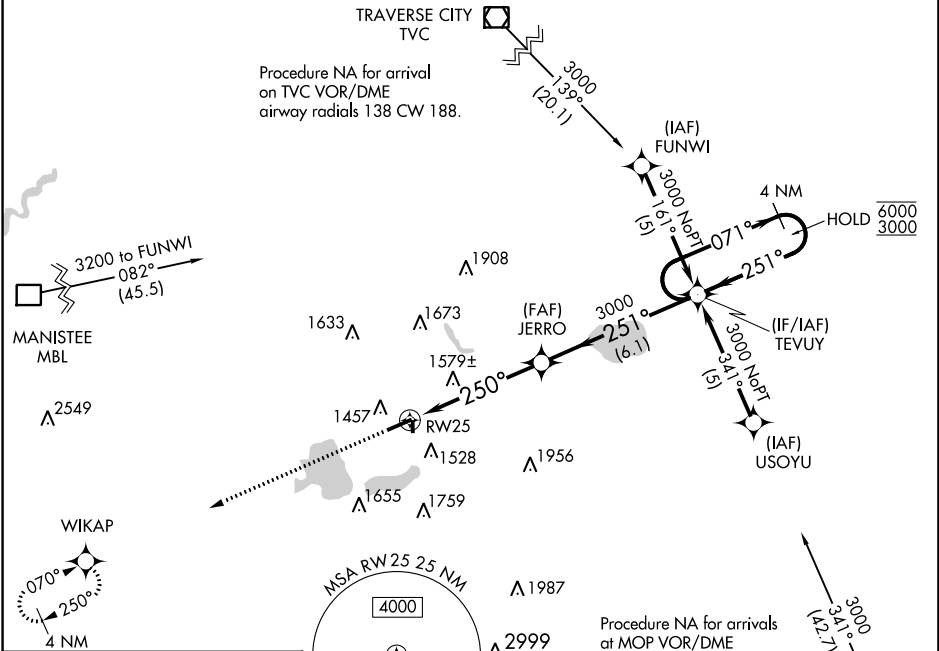 TRAVERSE CITY
TVC
Procedure NA for arrival
on TVC VOR/DME
airway radials 138 CW 188.
3000
139°
(20.1)
(IAF)
FUNWI
3000 NoPT
161°
(5)
4 NM
HOLD
6000
3000
071°
251°
3200 to FUNWI
082°
(45.5)
MANISTEE
MBL
1908
1673
1633
1579±
(FAF)
JERRO
3000
251°
(6.1)
(IF/IAF)
TEVUY
3000 NoPT
341°
(5)
(IAF)
USOYU
2549
250°
1457
RW25
1528
1956
1655
1759
WIKAP
070°
250°
4 NM
MSA RW25 25 NM
4000
1987
2999
Procedure NA for arrivals
at MOP VOR/DME
3000
341°
(42.7)